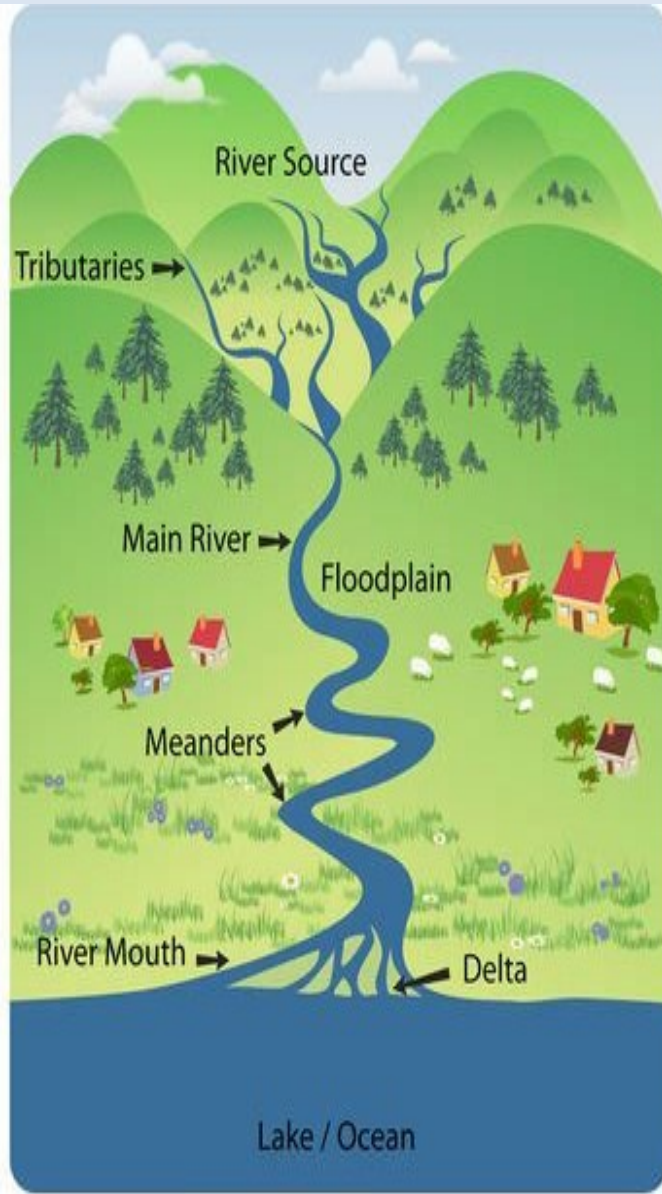 River Source
Tributaries
Main River
Floodplain
Meanders
River Mouth
Delta
Lake / Ocean